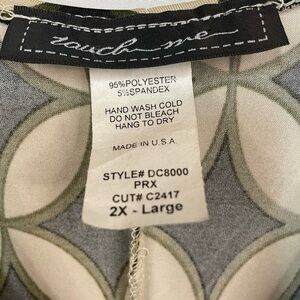 touch me
95%POLYESTER
5%SPANDEX
HAND WASH COLD
DO NOT BLEACH
HANG TO DRY
MADE IN U.S.A.
STYLE# DC8000
PRX
CUT# C2417
2X - Large